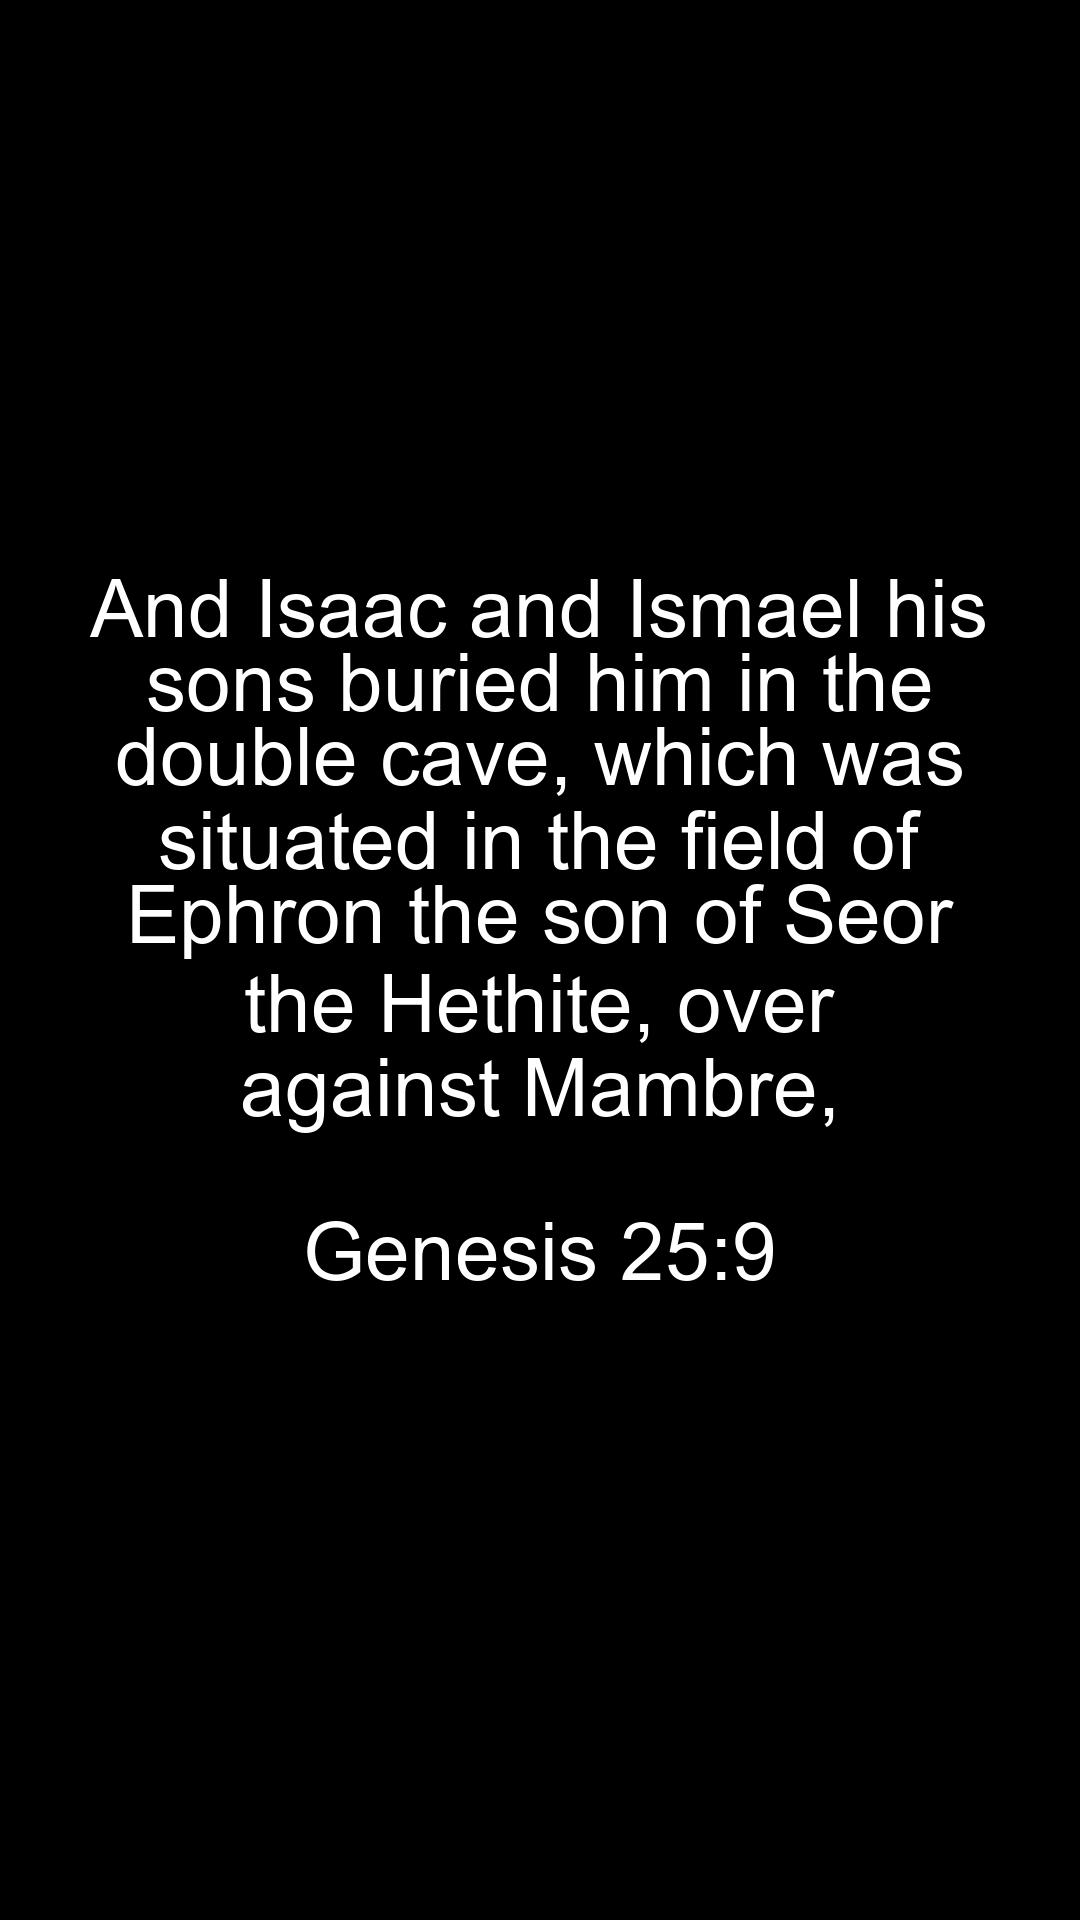 And Isaac and Ismael his
sons buried him in the
double cave, which was
situated in the field of
Ephron the son of Seor
the Hethite, over
against Mambre,
Genesis 25:9